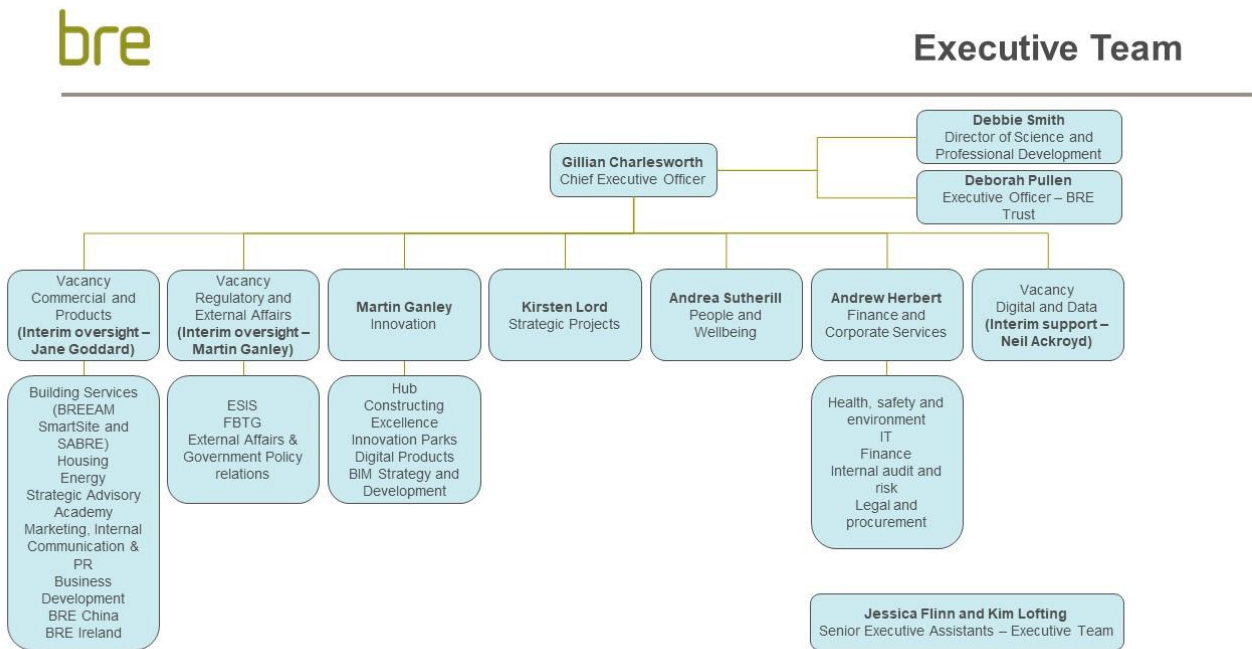 bre
Executive Team
Debbie Smith
Director of Science and
Professional Development
Gillian Charlesworth
Chief Executive Officer
Deborah Pullen
Executive Officer – BRE
Trust
Vacancy
Commercial and
Products
(Interim oversight –
Jane Goddard)
Vacancy
Regulatory and
External Affairs
(Interim oversight –
Martin Ganley)
Martin Ganley
Innovation
Kirsten Lord
Strategic Projects
Andrea Sutherill
People and
Wellbeing
Andrew Herbert
Finance and
Corporate Services
Vacancy
Digital and Data
(Interim support –
Neil Ackroyd)
Building Services
(BREEAM
SmartSite and
SABRE)
Housing
Energy
Strategic Advisory
Academy
Marketing, Internal
Communication &
PR
Business
Development
BRE China
BRE Ireland
ESIS
FBTG
External Affairs &
Government Policy
relations
Hub
Constructing
Excellence
Innovation Parks
Digital Products
BIM Strategy and
Development
Health, safety and
environment
IT
Finance
Internal audit and
risk
Legal and
procurement
Jessica Flinn and Kim Lofting
Senior Executive Assistants – Executive Team